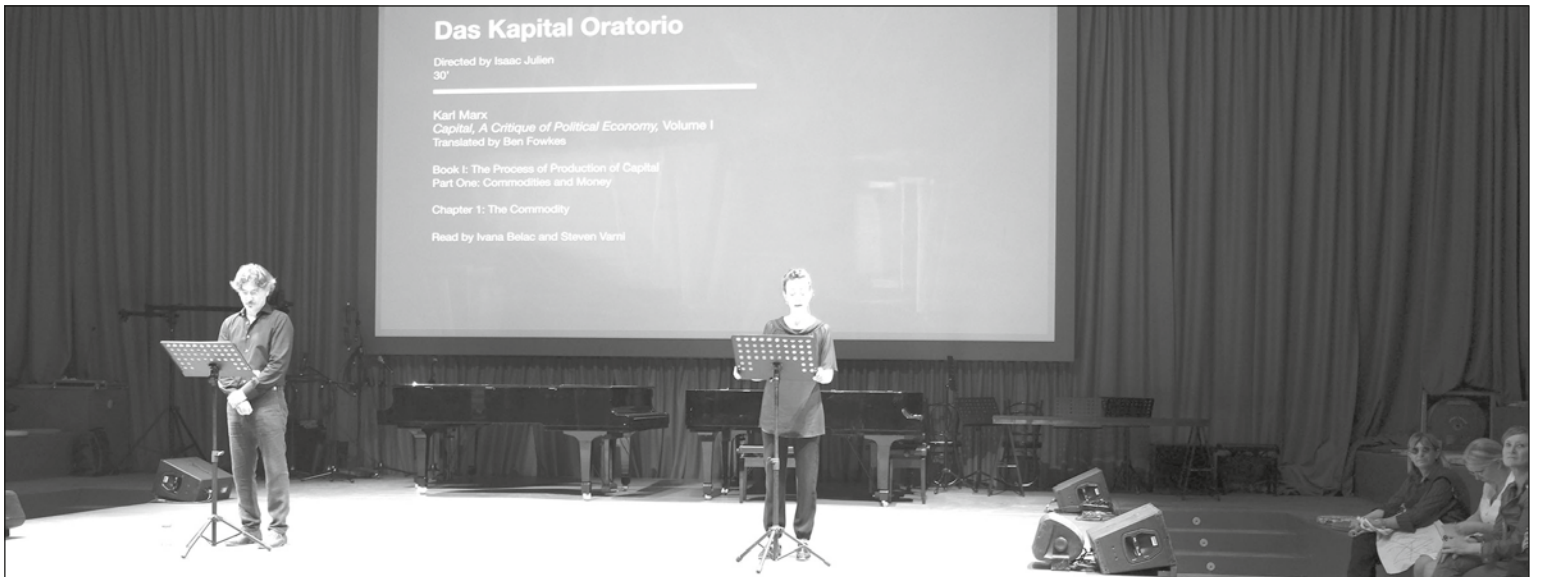 Das Kapital Oratorio
Directed by Isaac Julien
30'
Karl Marx
Capital, A Critique of Political Economy, Volume I
Translated by Ben Fowkes
Book I: The Process of Production of Capital
Part One: Commodities and Money
Chapter 1: The Commodity
Read by Ivana Belac and Steven Varni